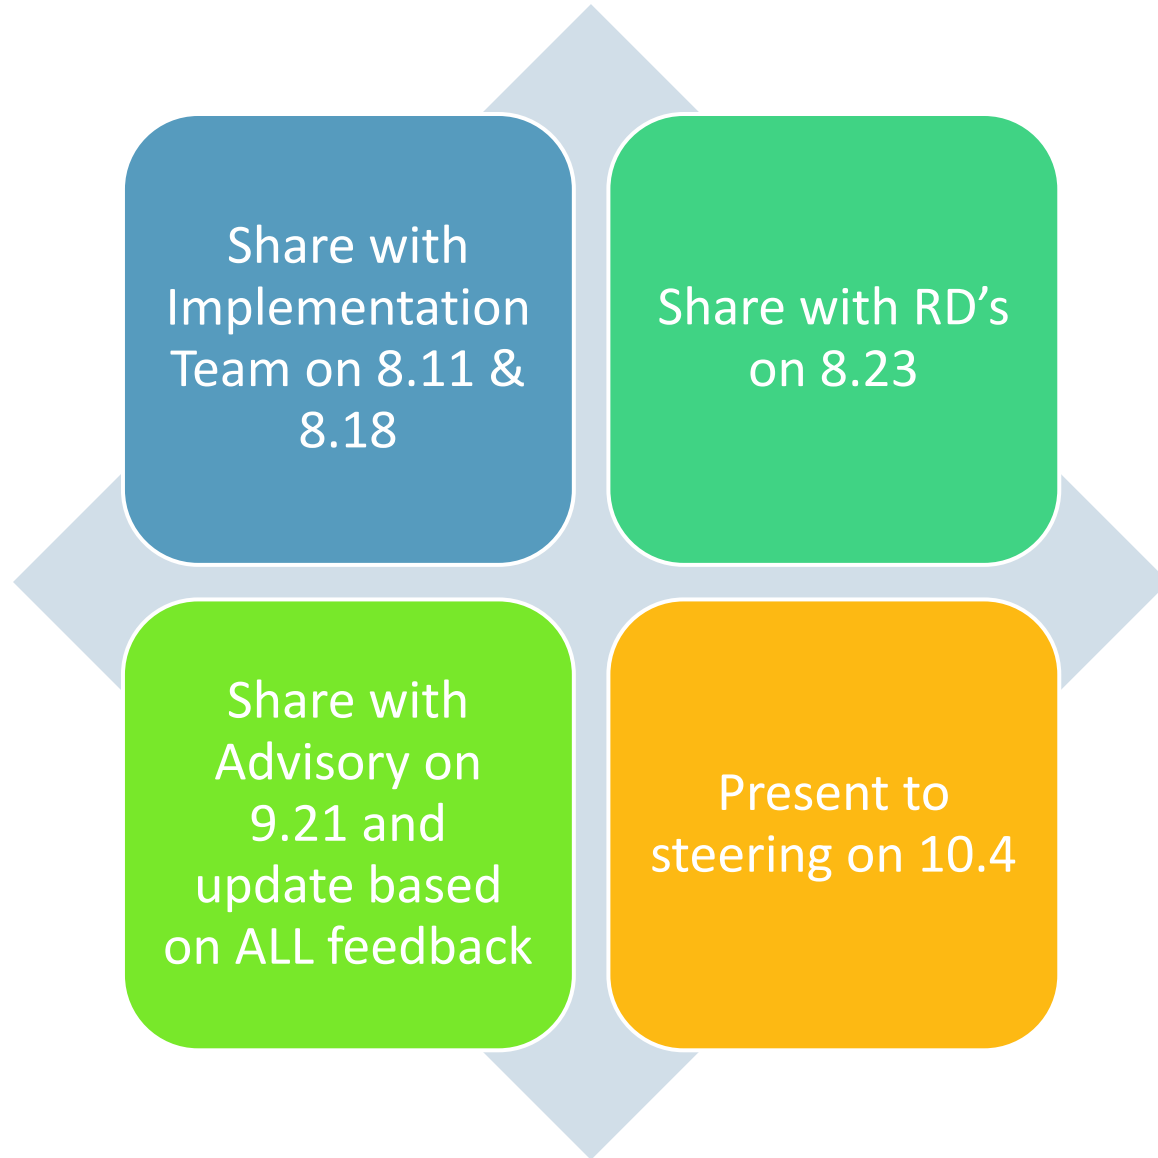 Share with
Implementation
Team on 8.11 &
8.18
Share with RD’s
on 8.23
Share with
Advisory on
9.21 and
update based
on ALL feedback
Present to
steering on 10.4